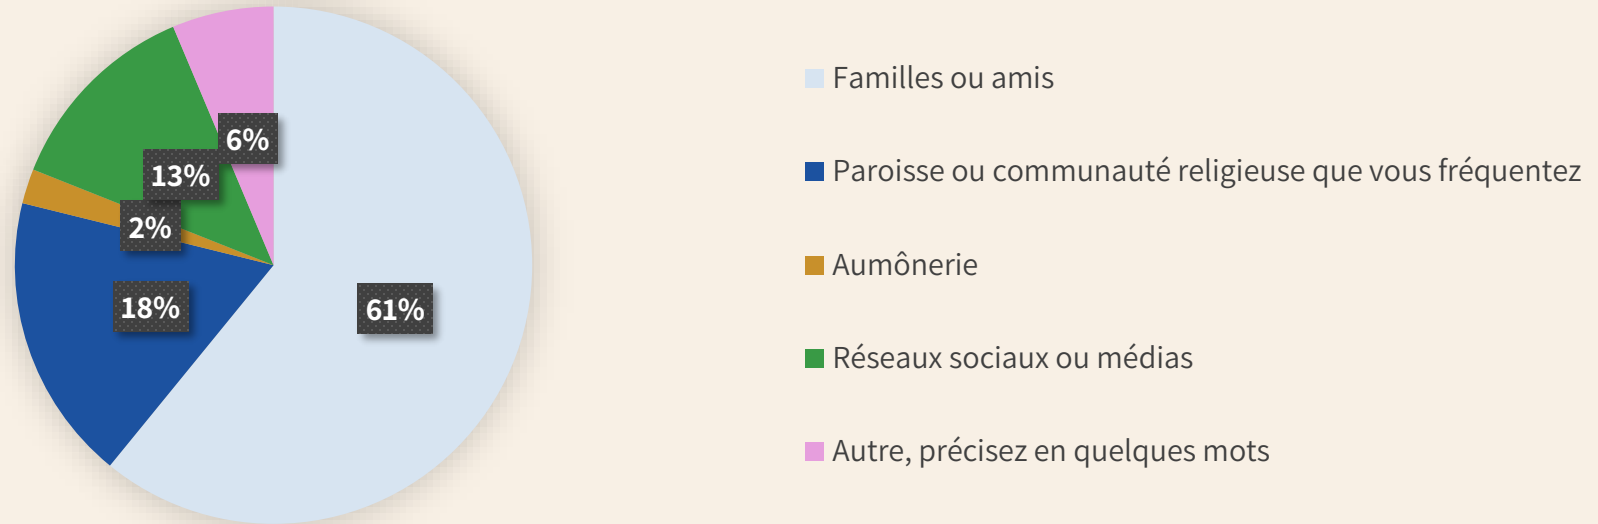 6%
13%
2%
18%
61%
Familles ou amis
Paroisse ou communauté religieuse que vous fréquentez
Aumônerie
Réseaux sociaux ou médias
Autre, précisez en quelques mots